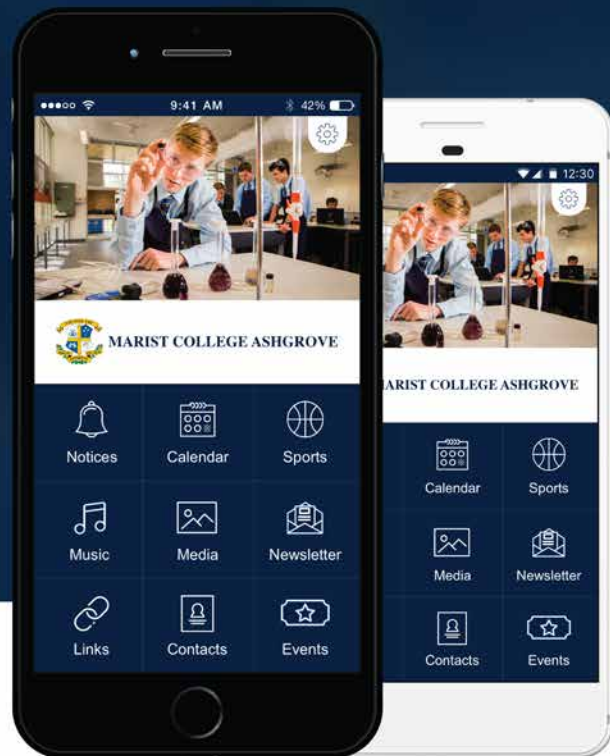 9:41 AM
42%
MARIST COLLEGE ASHGROVE
Notices
Calendar
Sports
Music
Media
Newsletter
Links
Contacts
Events
12:30
ARIST COLLEGE ASHGROVE
Calendar
Sports
Media
Newsletter
Contacts
Events